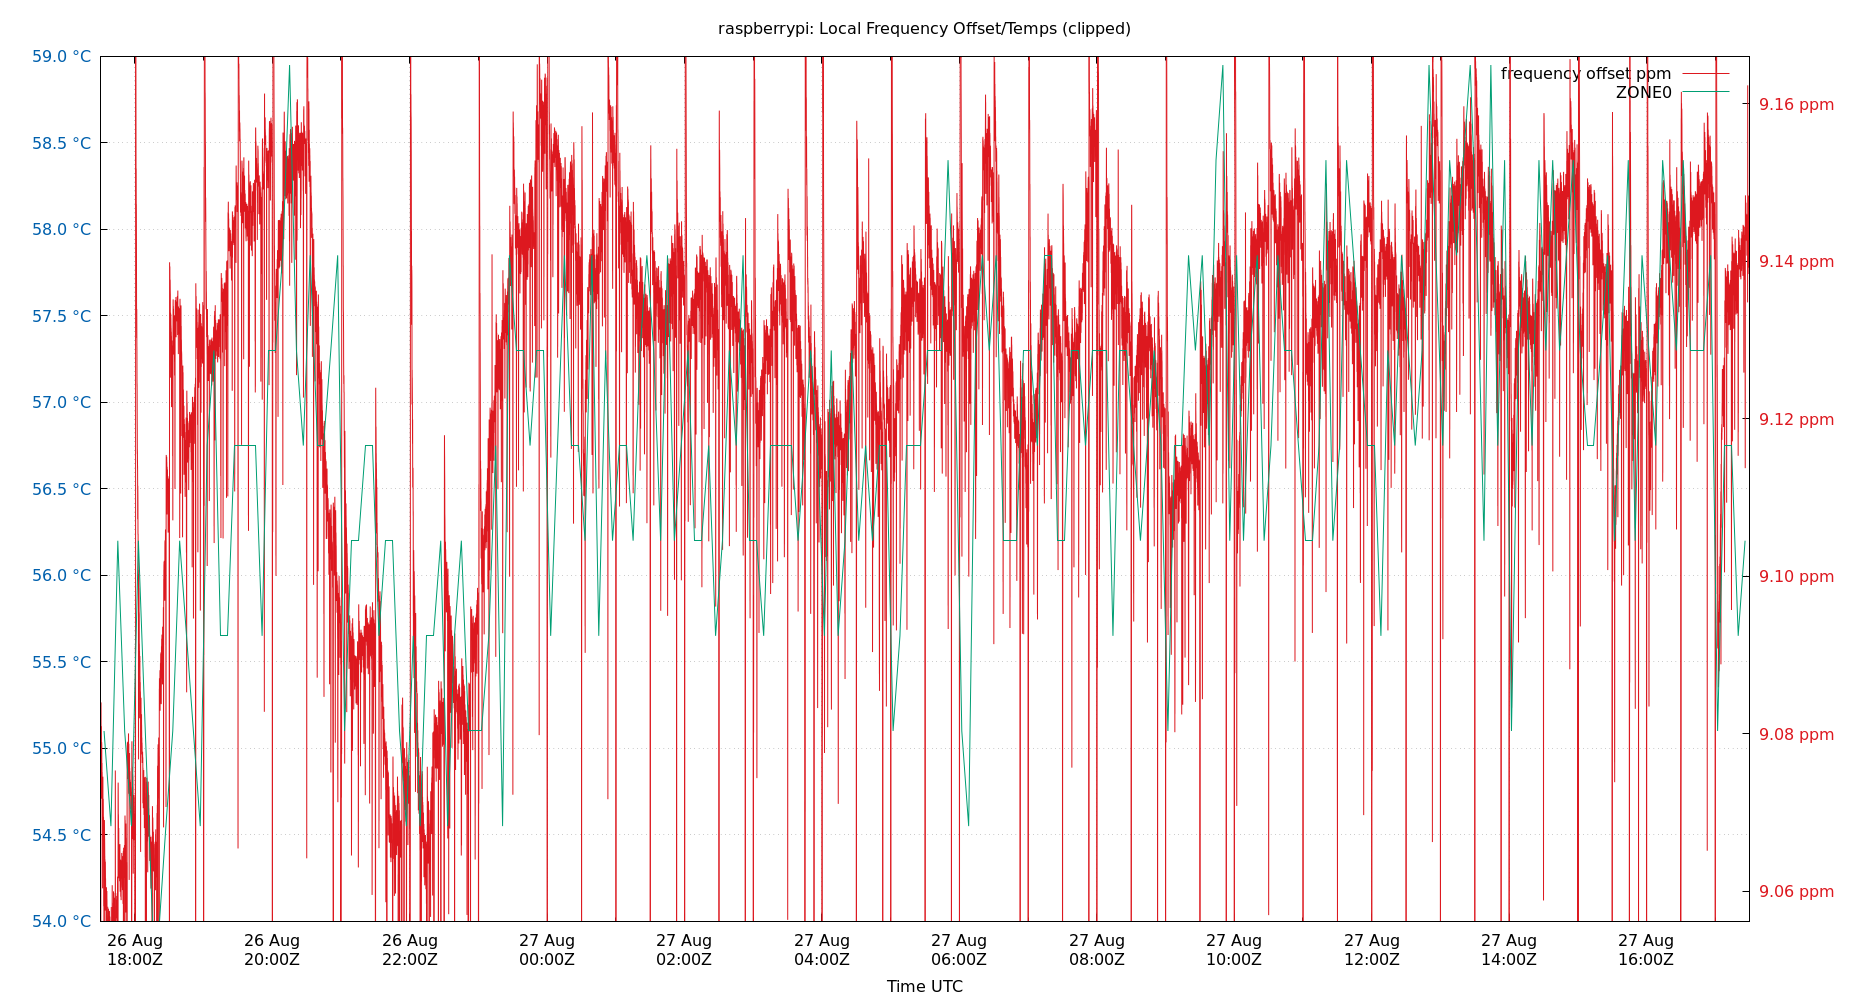 raspberrypi: Local Frequency Offset/Temps (clipped)
59.0 °C
58.5 °C
58.0 °C
57.5 °C
57.0 °C
56.5 °C
56.0 °C
55.5 °C
55.0 °C
54.5 °C
54.0 °C
frequency offset ppm
ZONE0
9.16 ppm
9.14 ppm
9.12 ppm
9.10 ppm
9.08 ppm
9.06 ppm
26 Aug 26 Aug 26 Aug 27 Aug 27 Aug 27 Aug 27 Aug 27 Aug 27 Aug 27 Aug 27 Aug 27 Aug
18:00Z 20:00Z 22:00Z 00:00Z 02:00Z 04:00Z 06:00Z 08:00Z 10:00Z 12:00Z 14:00Z 16:00Z
Time UTC